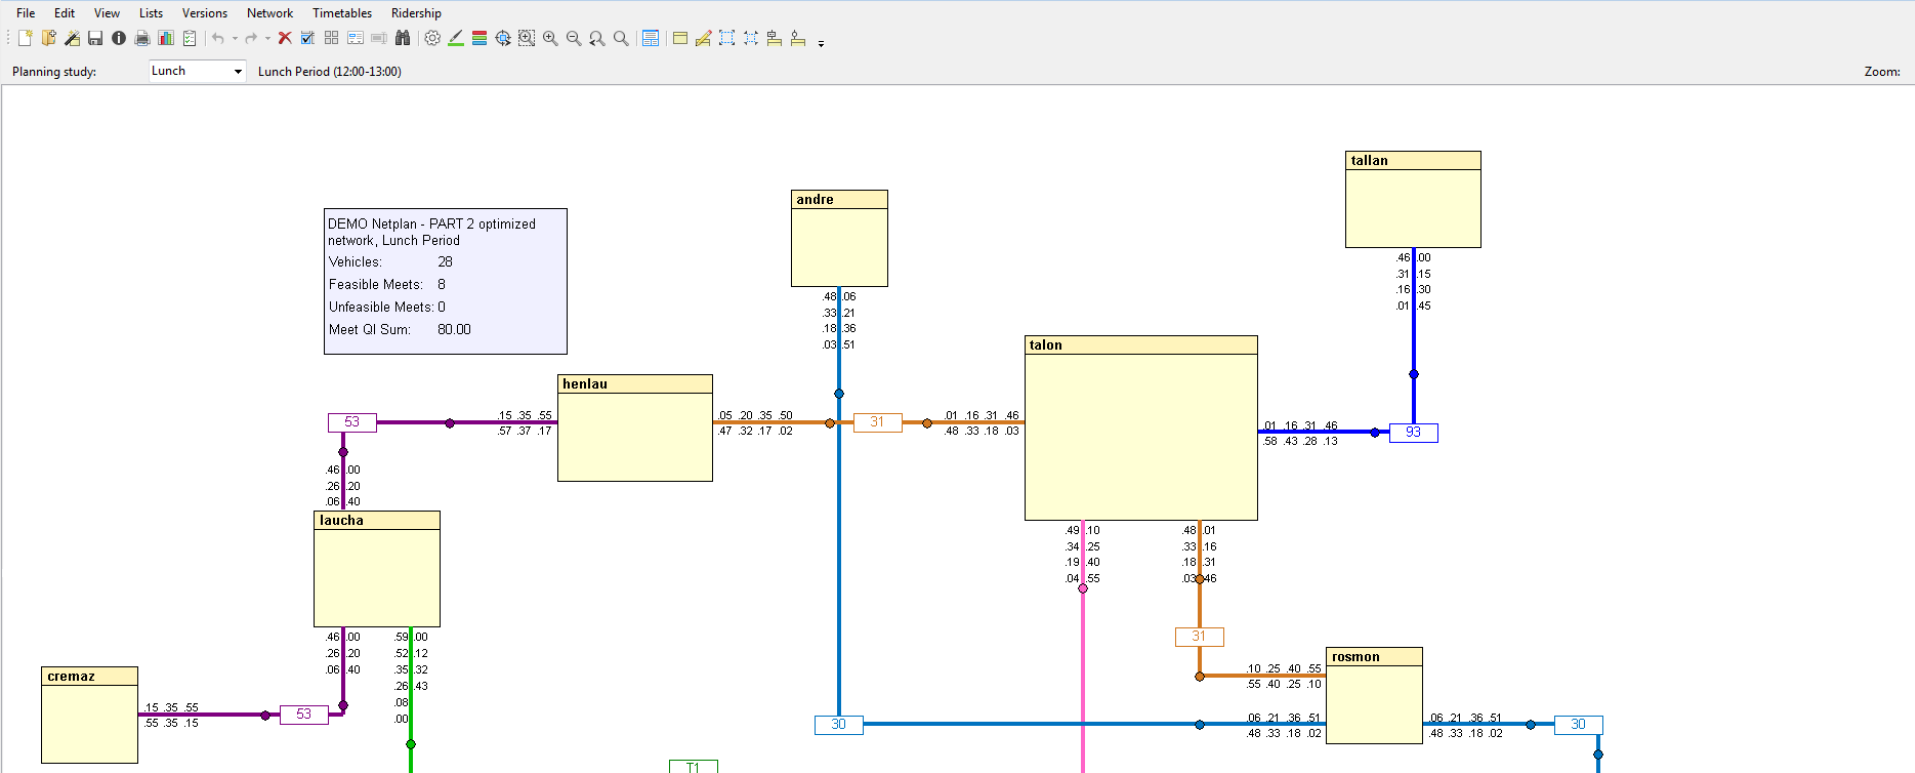 File Edit View Lists Versions Network Timetables Ridership
Planning study: Lunch Lunch Period (12:00-13:00) Zoom:
tallan
.46 .00
.31 .15
.16 .30
.01 .45
andre
.48 .06
.33 .21
.18 .36
.03 .51
DEMO Netplan - PART 2 optimized
network, Lunch Period
Vehicles: 28
Feasible Meets: 8
Unfeasible Meets: 0
Meet QI Sum: 80.00
talon
henlau
53
.15 .35 .55
.57 .37 .17
.05 .20 .35 .50
.47 .32 .17 .02
31
.01 .16 .31 .46
.48 .33 .18 .03
.01 .16 .31 .46
.58 .43 .28 .13
93
.46 .00
.26 .20
.06 .40
laucha
.49 .10
.34 .25
.19 .40
.04 .55
.48 .01
.33 .16
.18 .31
.03 .46
31
.46 .00
.26 .20
.06 .40
.59 .00
.52 .12
.35 .32
.26 .43
.08
.00
rosmon
.10 .25 .40 .55
.55 .40 .25 .10
cremaz
.15 .35 .55
.55 .35 .15
53
30
.06 .21 .36 .51
.48 .33 .18 .02
.06 .21 .36 .51
.48 .33 .18 .02
30
T1